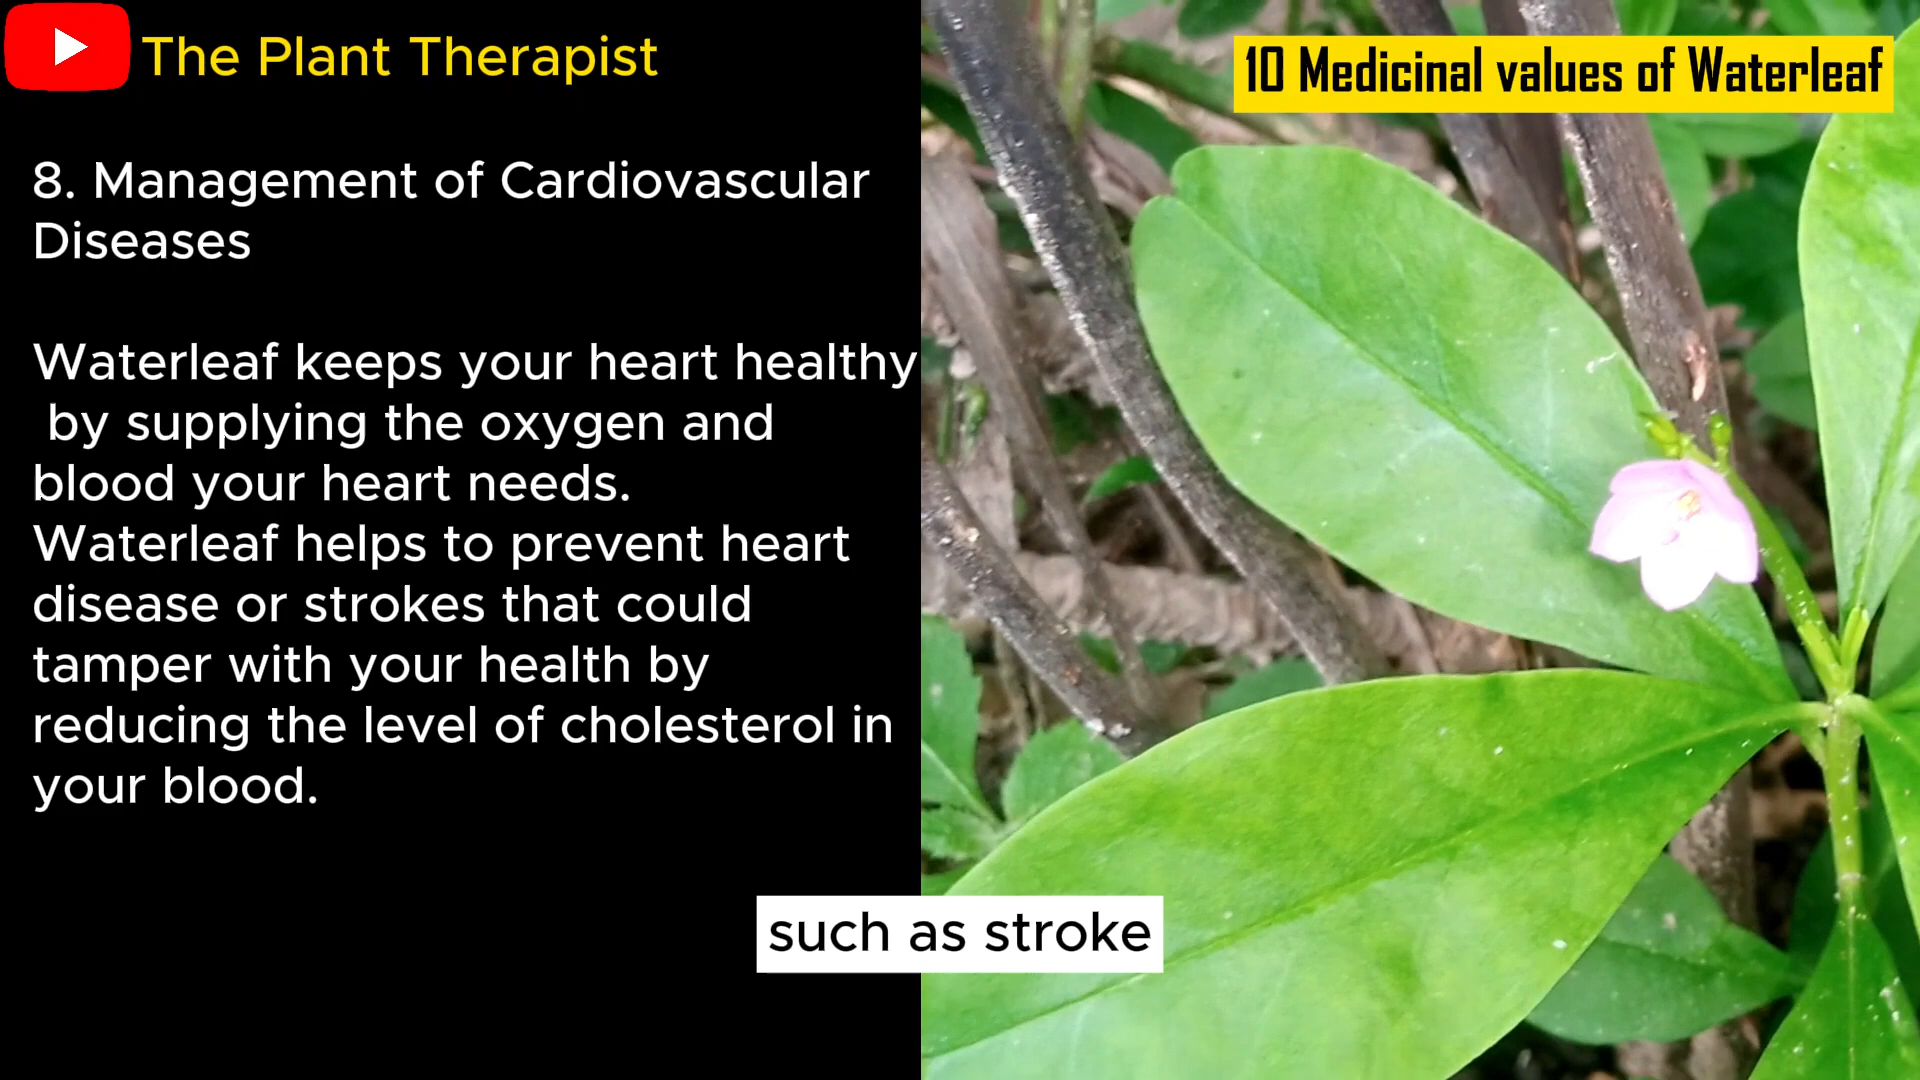 The Plant Therapist
10 Medicinal values of Waterleaf
8. Management of Cardiovascular
Diseases
Waterleaf keeps your heart healthy
by supplying the oxygen and
blood your heart needs.
Waterleaf helps to prevent heart
disease or strokes that could
tamper with your health by
reducing the level of cholesterol in
your blood.
such as stroke